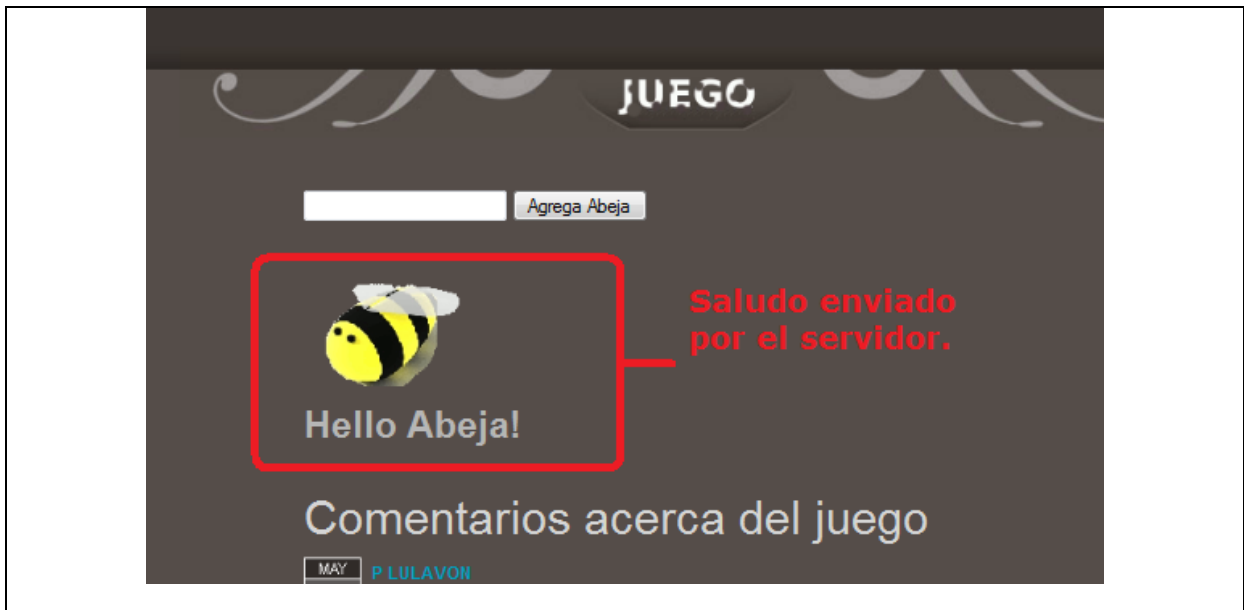 JUEGO
Agrega Abeja
Saludo enviado
por el servidor.
Hello Abeja!
Comentarios acerca del juego
MAY P LULAVON